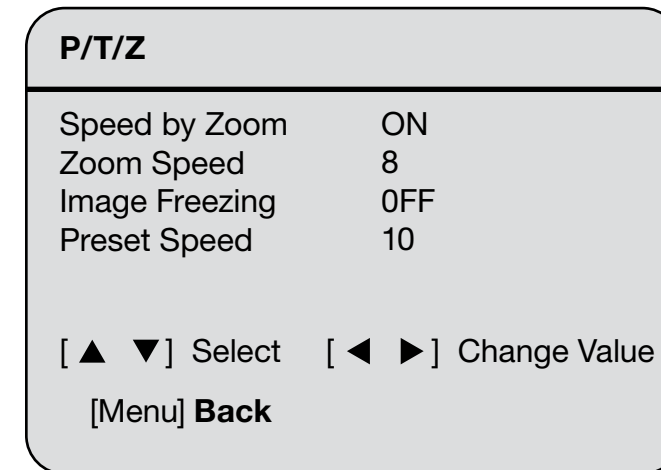 P/T/Z
Speed by Zoom ON
Zoom Speed 8
Image Freezing 0FF
Preset Speed 10
[ ▲ ▼ ] Select [ ◀ ▶ ] Change Value
[Menu] Back